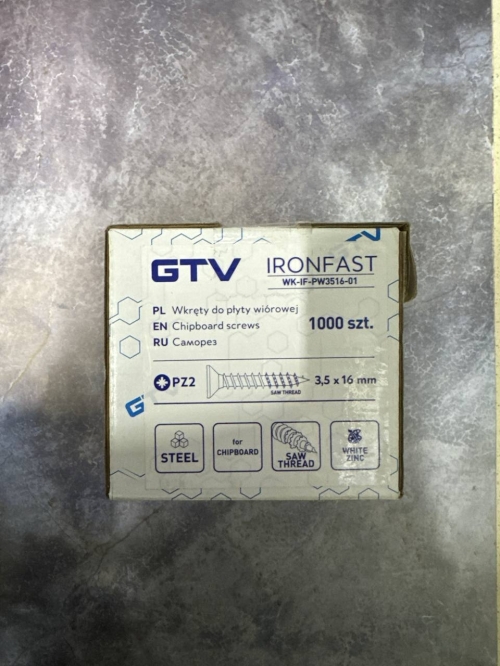 GTV
IRONFAST
WK-IF-PW3516-01
PL Wkręty do płyty wiórowej
EN Chipboard screws
RU Саморез
1000 szt.
PZ2
SAW THREAD
3,5 x 16 mm
STEEL
for
CHIPBOARD
SAW
THREAD
WHITE
ZINC